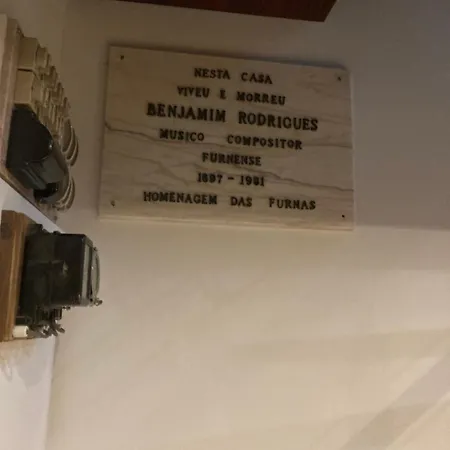 NESTA CASA
VIVEU E MORREU
BENJAMIM RODRIGUES
MUSICO COMPOSITOR
FURNENSE
1897 - 1981
HOMENAGEM DAS FURNAS